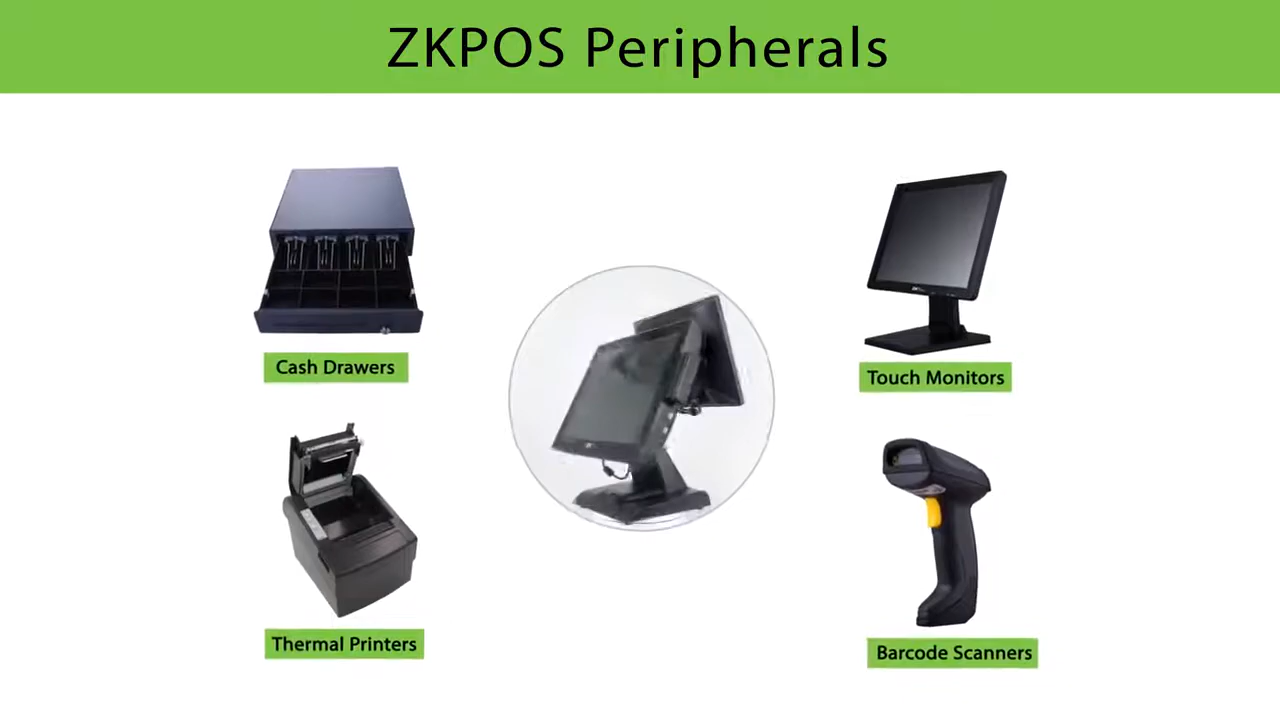 ZKPOS Peripherals
Cash Drawers
Touch Monitors
Thermal Printers
Barcode Scanners